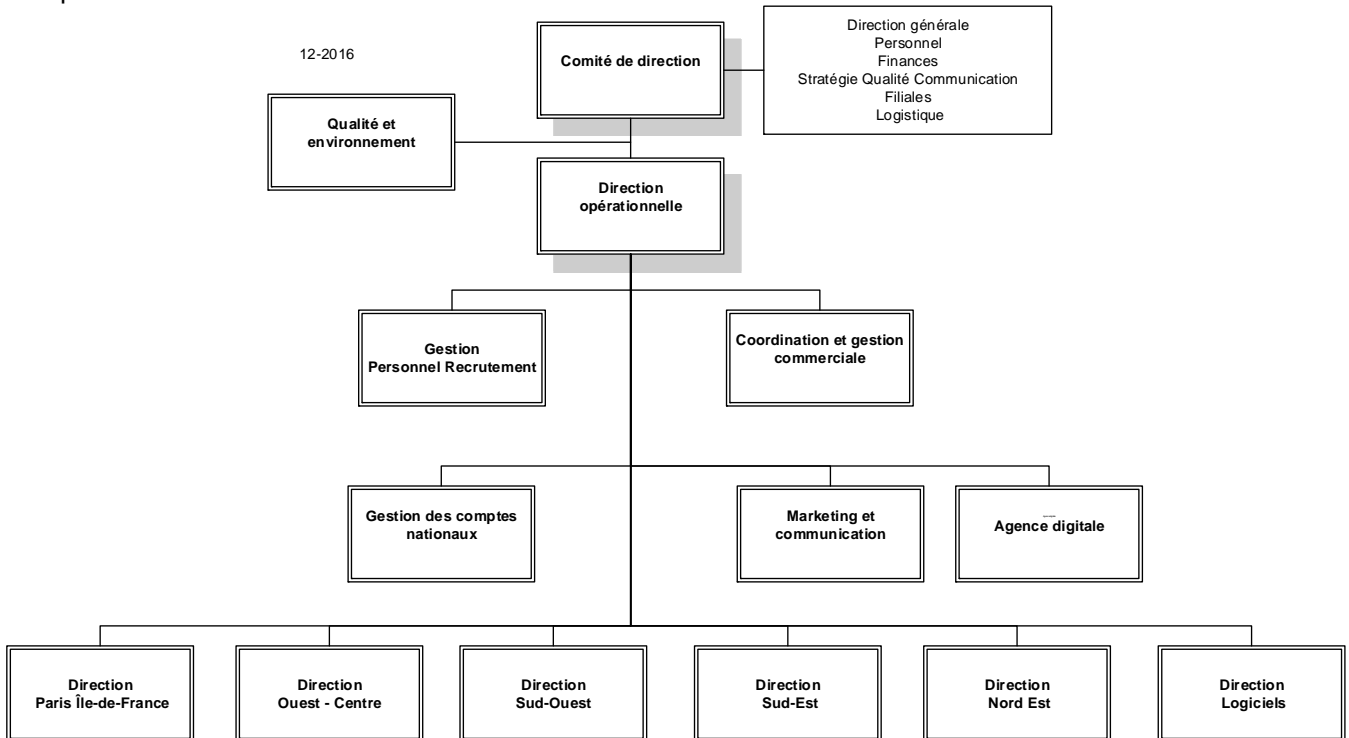 12-2016
Comité de direction
Direction générale
Personnel
Finances
Stratégie Qualité Communication
Filiales
Logistique
Qualité et
environnement
Direction
opérationnelle
Gestion
Personnel Recrutement
Coordination et gestion
commerciale
Gestion des comptes
nationaux
Marketing et
communication
Agence digitale
Direction
Paris Île-de-France
Direction
Ouest - Centre
Direction
Sud-Ouest
Direction
Sud-Est
Direction
Nord Est
Direction
Logiciels